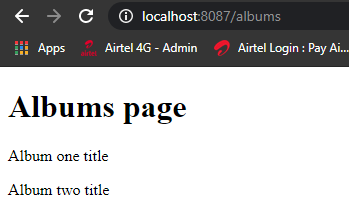 localhost:8087/albums
Apps
Airtel 4G - Admin
Airtel Login : Pay Ai...
Albums page
Album one title
Album two title